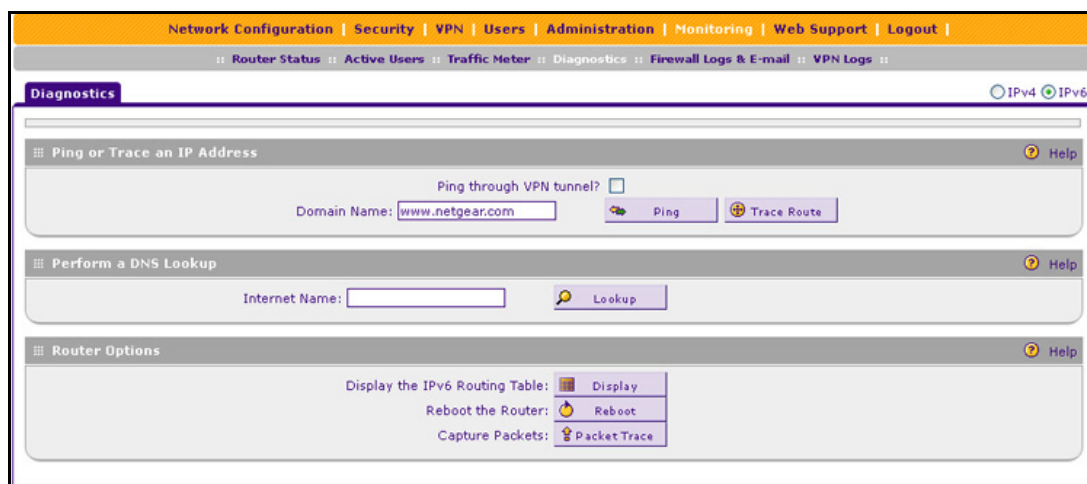 Network Configuration | Security | VPN | Users | Administration | Monitoring | Web Support | Logout |
:: Router Status :: Active Users :: Traffic Meter :: Diagnostics :: Firewall Logs & E-mail :: VPN Logs ::
Diagnostics IPv4 IPv6
Ping or Trace an IP Address Help
Ping through VPN tunnel?
Domain Name: www.netgear.com Ping Trace Route
Perform a DNS Lookup Help
Internet Name: Lookup
Router Options Help
Display the IPv6 Routing Table: Display
Reboot the Router: Reboot
Capture Packets: Packet Trace